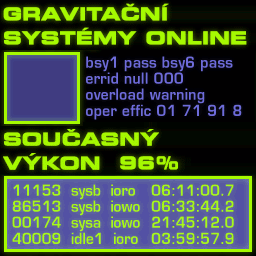 GRAVITAČNÍ
SYSTÉMY ONLINE
bsy1 pass bsy6 pass
errid null 000
overload warning
oper effic 01 71 91 8
SOUČASNÝ
VÝKON 96%
11153 sysb ioro 06:11:00.7
86513 sysb iowo 06:33:44.2
00174 sysa iowo 21:45:12.0
40009 idle1 ioro 03:59:57.9